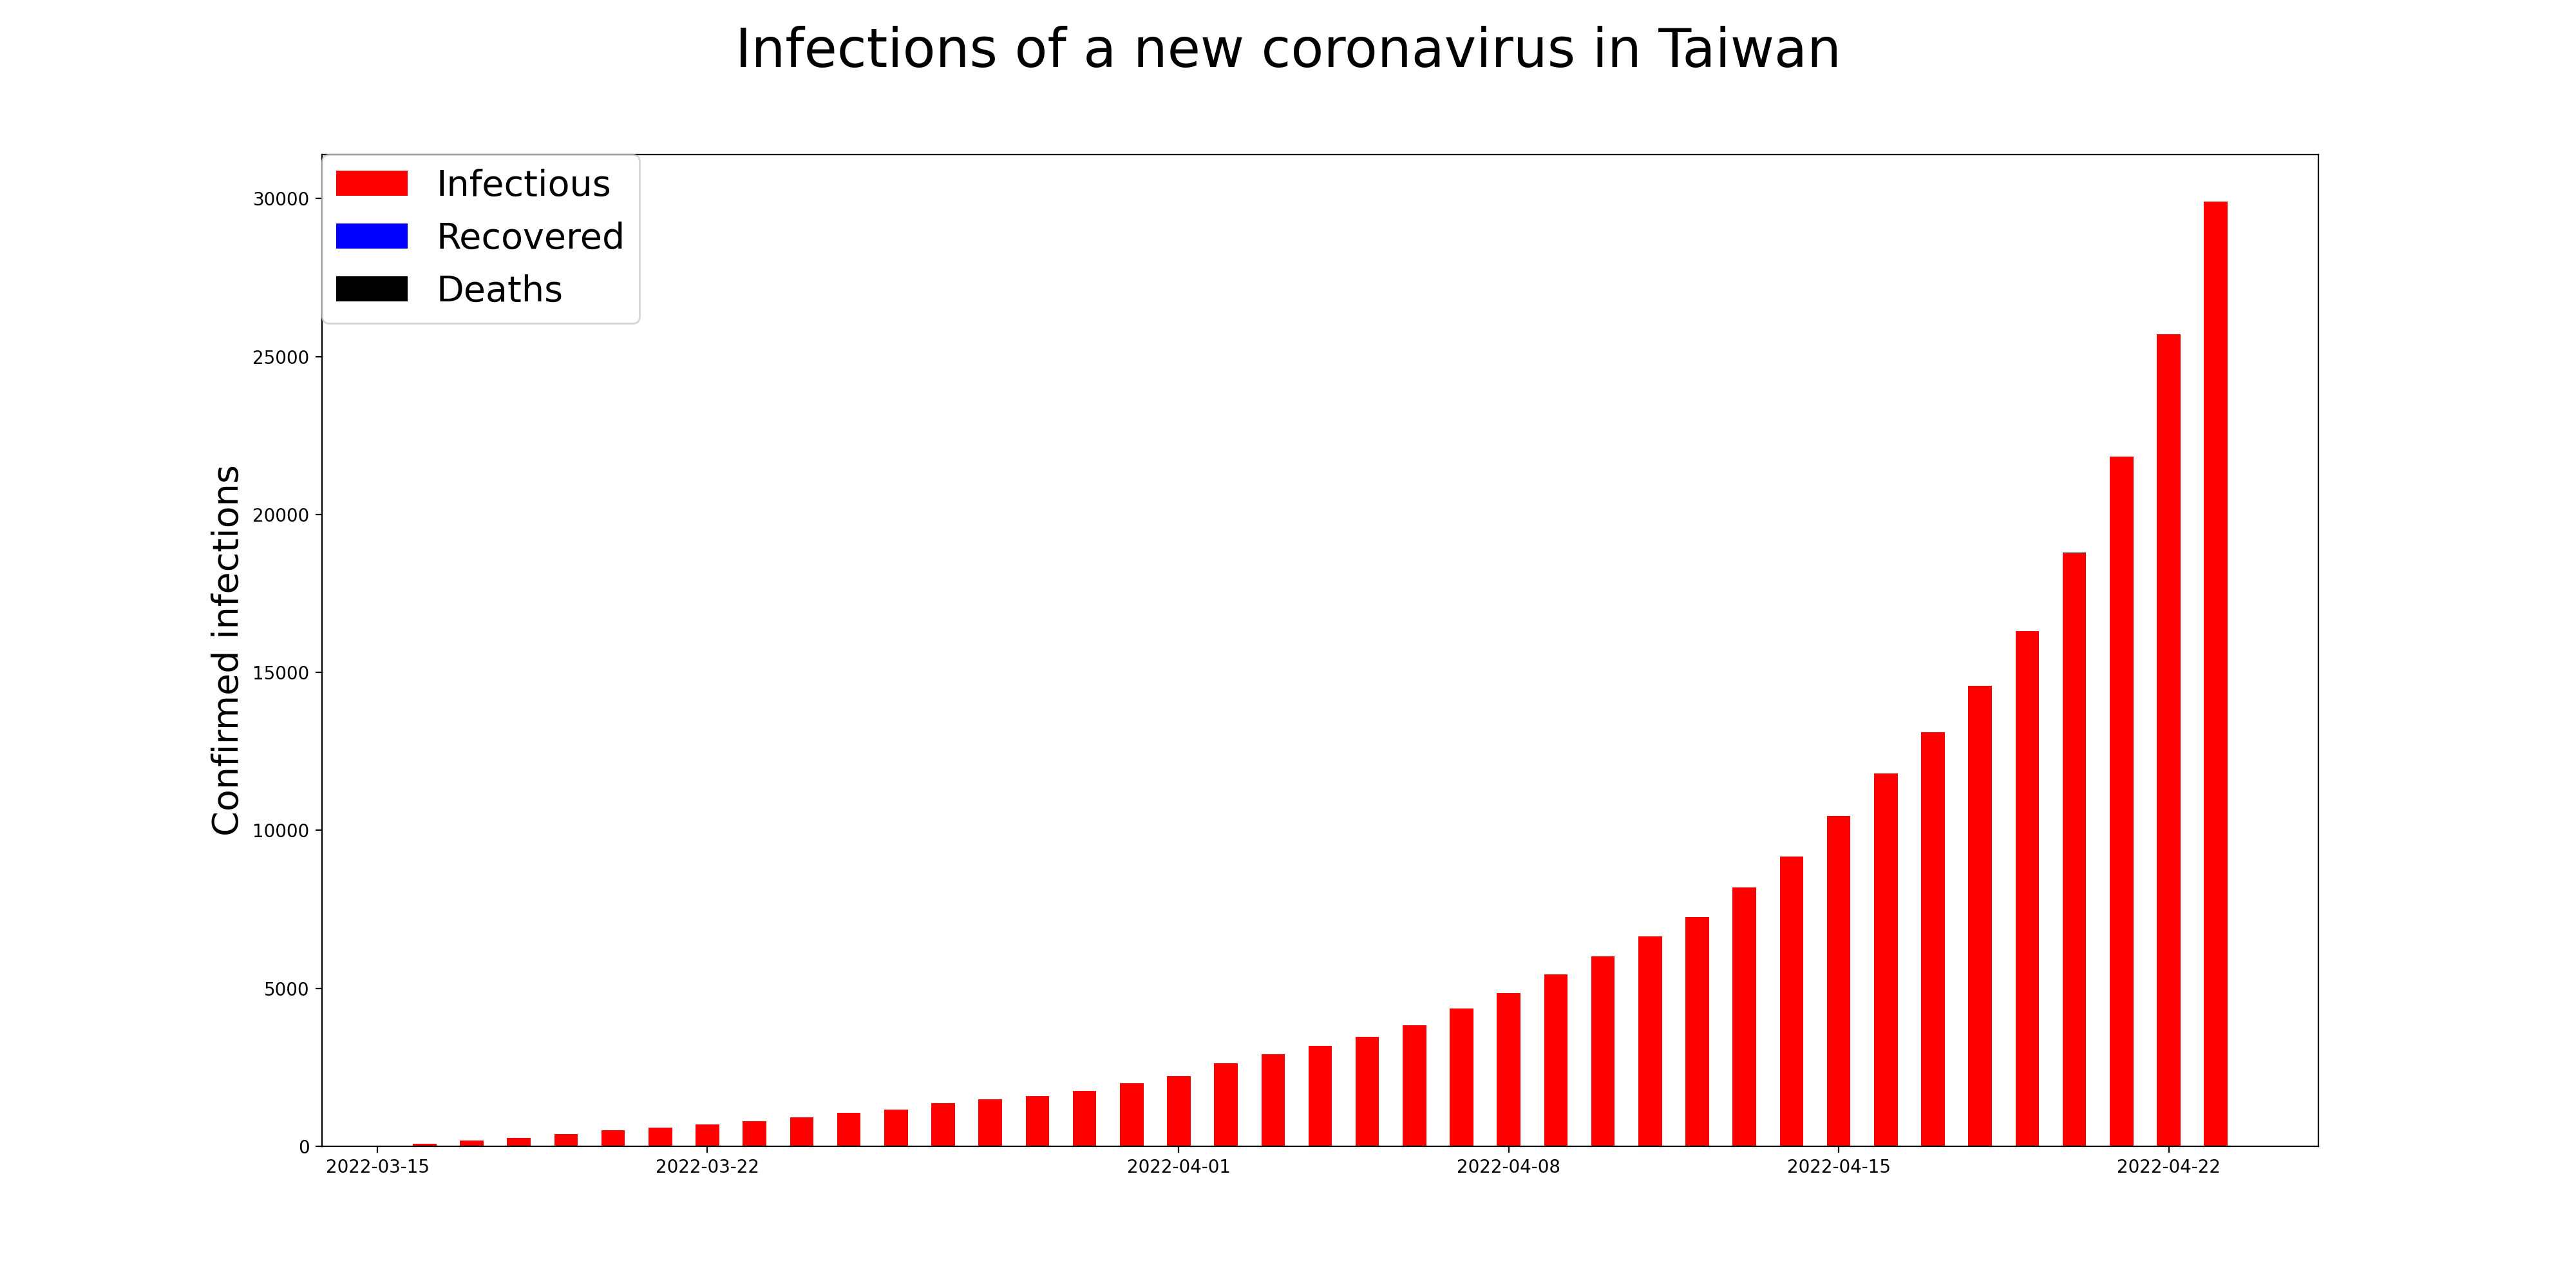 Infections of a new coronavirus in Taiwan
Infectious
Recovered
Deaths
Confirmed infections
30000
25000
20000
15000
10000
5000
0
2022-03-15 2022-03-22 2022-04-01 2022-04-08 2022-04-15 2022-04-22